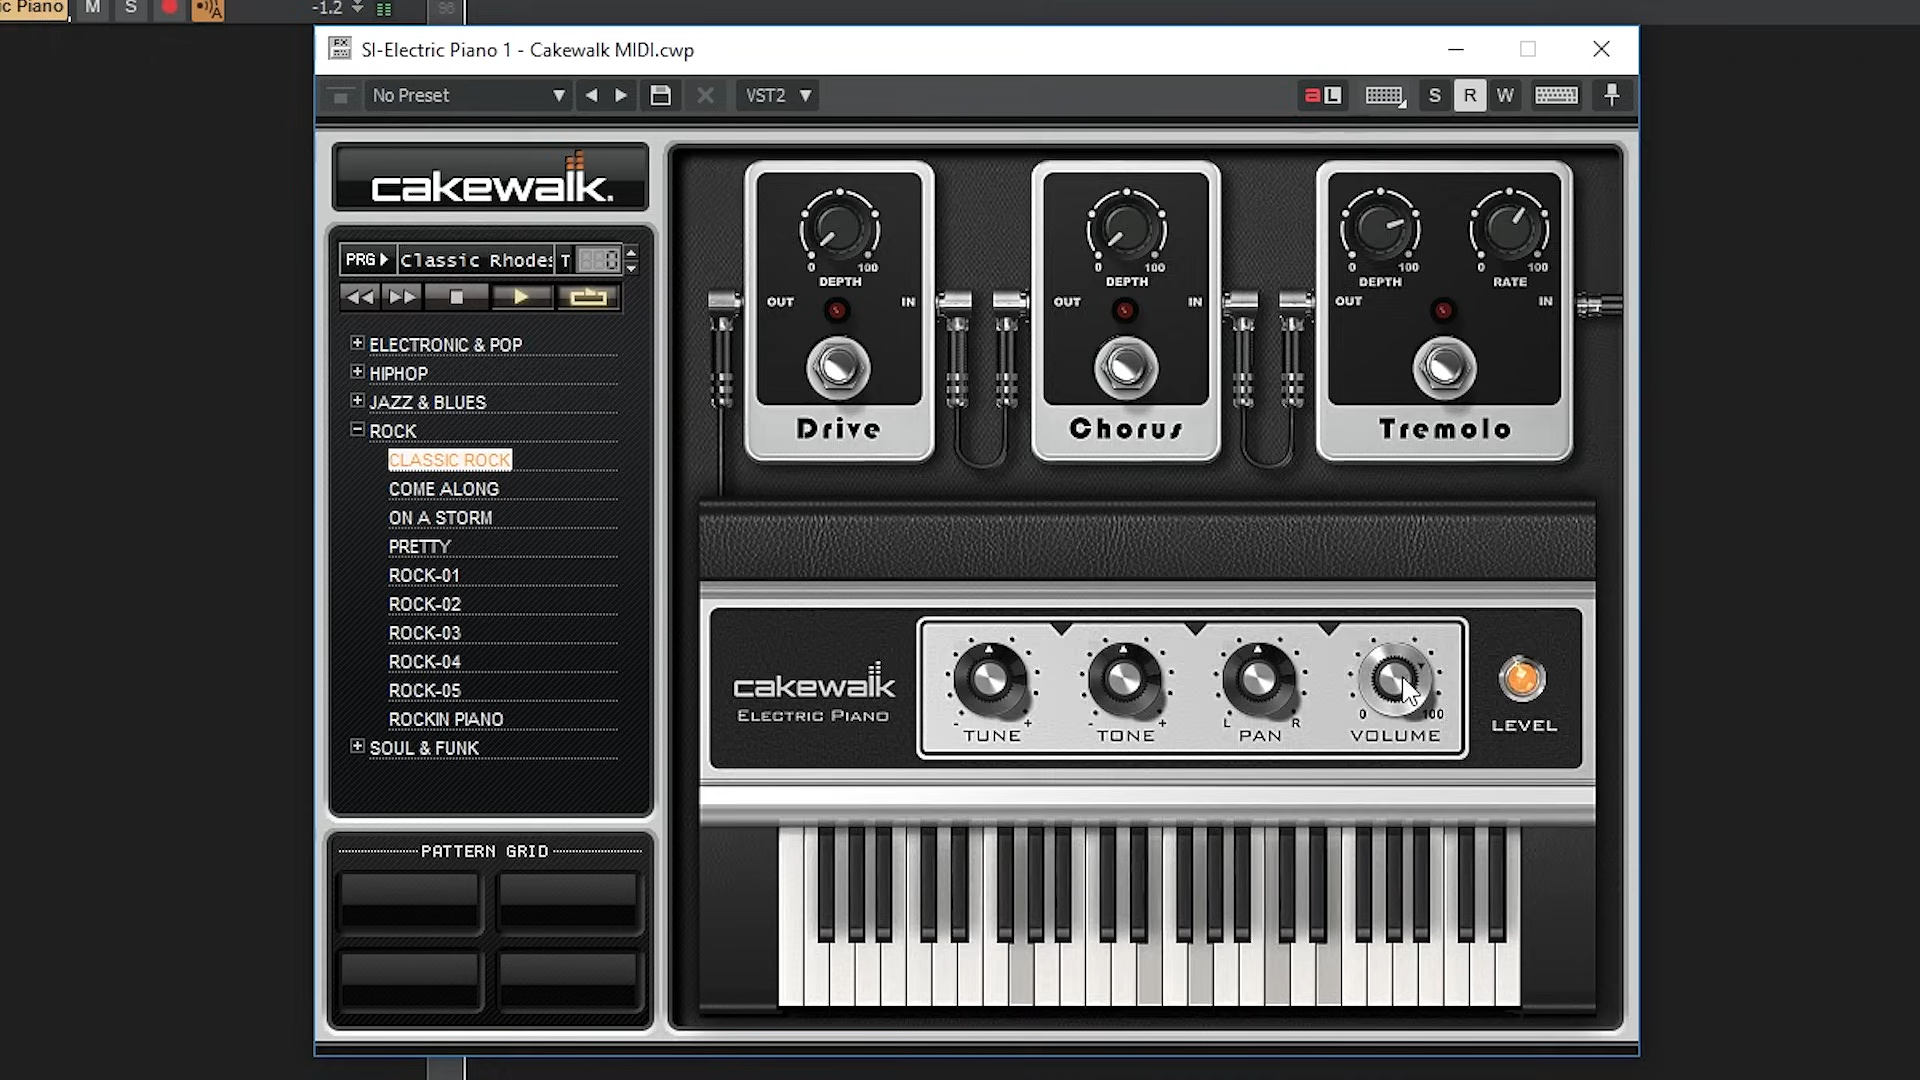 ic Piano M S A -1.2 96
SI-Electric Piano 1 - Cakewalk MIDI.cwp
No Preset VST2 a L S R W
cakewalk.
PRG Classic Rhodes T 0
ELECTRONIC & POP
HIPHOP
JAZZ & BLUES
ROCK
CLASSIC ROCK
COME ALONG
ON A STORM
PRETTY
ROCK-01
ROCK-02
ROCK-03
ROCK-04
ROCK-05
ROCKIN PIANO
SOUL & FUNK
PATTERN GRID
0 100
DEPTH
OUT IN
Drive
0 100
DEPTH
OUT IN
Chorus
0 100 0 100
DEPTH RATE
OUT IN
Tremolo
cakewalk
ELECTRIC PIANO
- + - + L R 0 100
TUNE TONE PAN VOLUME
LEVEL